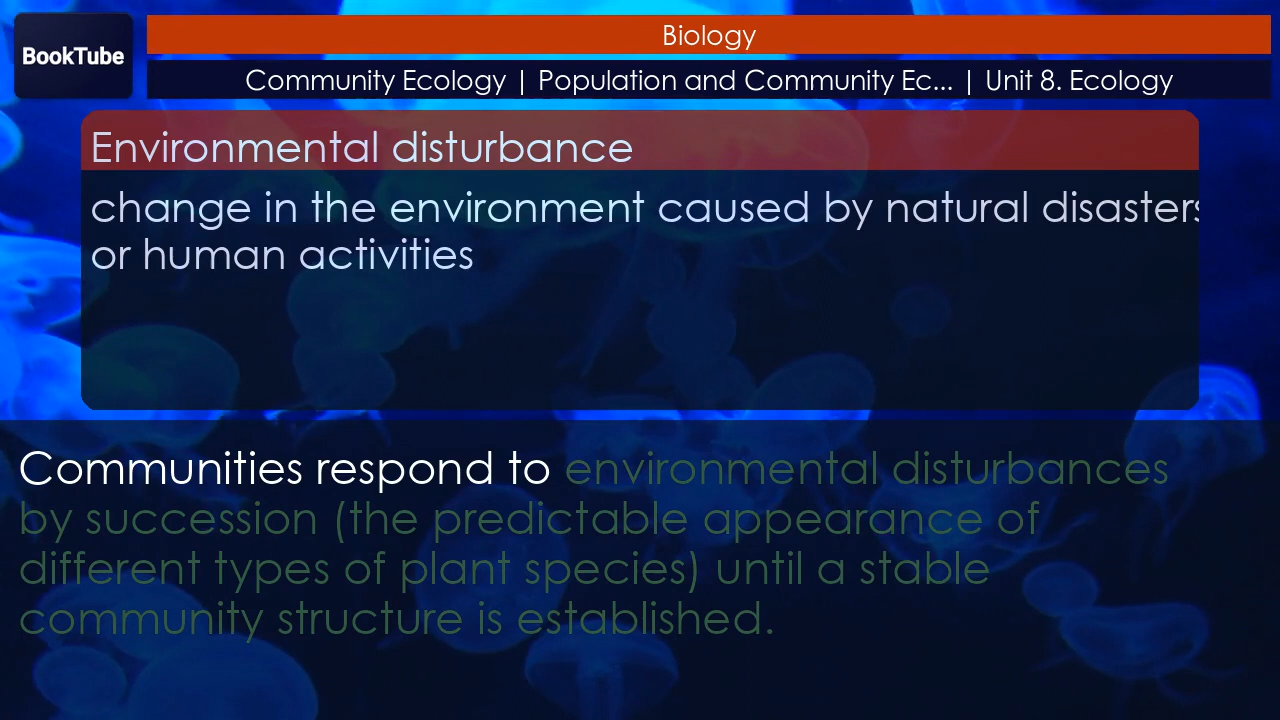 BookTube
Biology
Community Ecology | Population and Community Ec... | Unit 8. Ecology
Environmental disturbance
change in the environment caused by natural disasters
or human activities
Communities respond to environmental disturbances
by succession (the predictable appearance of
different types of plant species) until a stable
community structure is established.